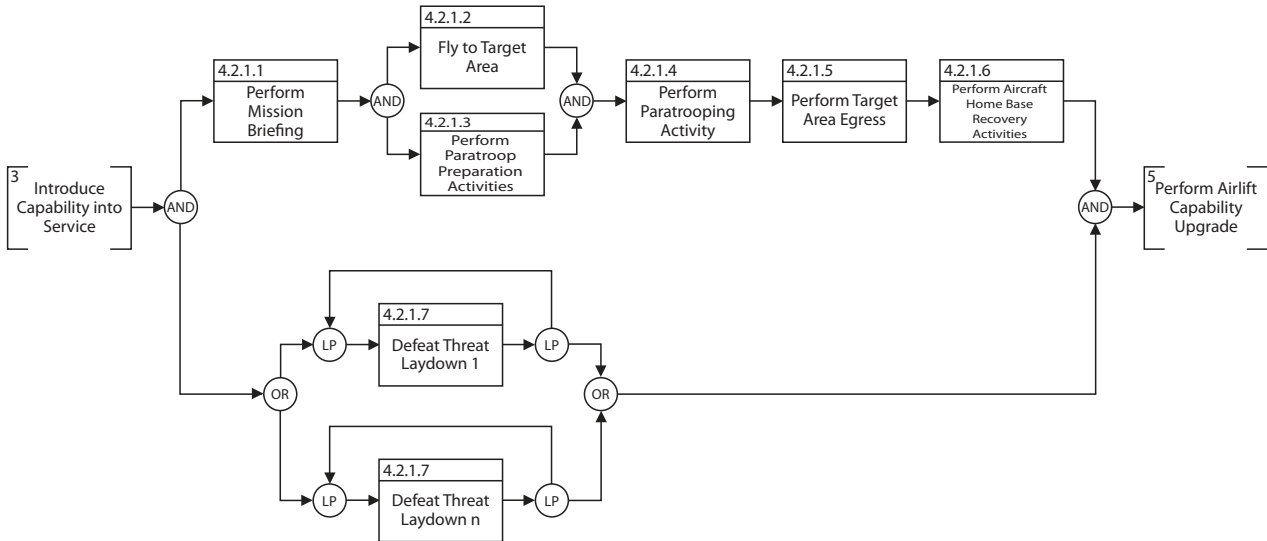 3
Introduce
Capability into
Service
AND
4.2.1.1
Perform
Mission
Briefing
AND
4.2.1.2
Fly to Target
Area
4.2.1.3
Perform
Paratroop
Preparation
Activities
AND
4.2.1.4
Perform
Paratrooping
Activity
4.2.1.5
Perform Target
Area Egress
4.2.1.6
Perform Aircraft
Home Base
Recovery
Activities
OR
LP
4.2.1.7
Defeat Threat
Laydown 1
LP
LP
4.2.1.7
Defeat Threat
Laydown n
LP
OR
AND
5
Perform Airlift
Capability
Upgrade